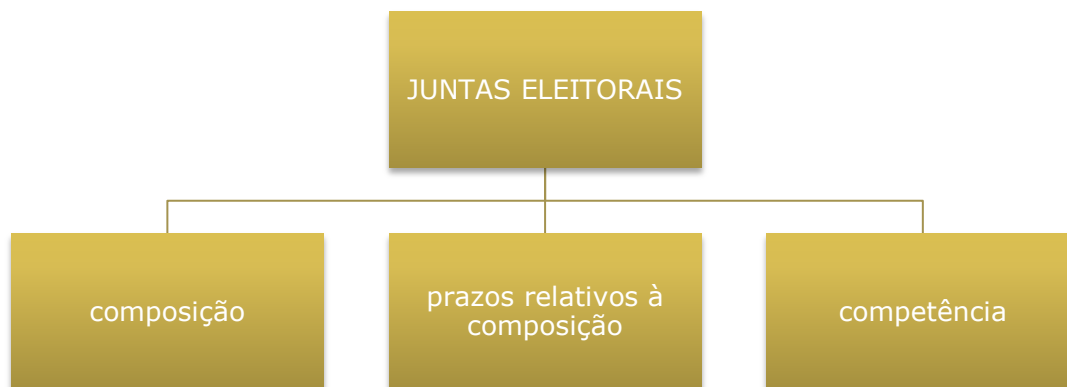 JUNTAS ELEITORAIS
composição
prazos relativos à
composição
competência